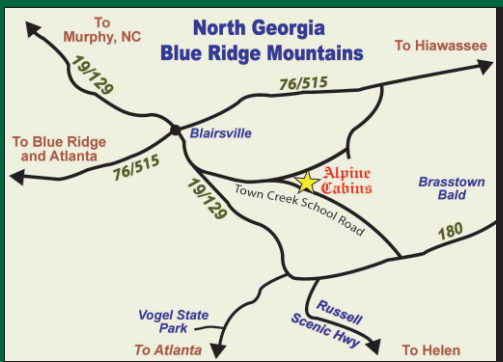 North Georgia
Blue Ridge Mountains
To
Murphy, NC
To Hiawassee
19/129
76/515
Blairsville
To Blue Ridge
and Atlanta
76/515
Alpine
Cabins
Brasstown
Bald
19/129
Town Creek School Road
180
Vogel State
Park
Russell
Scenic Hwy
To Atlanta
To Helen